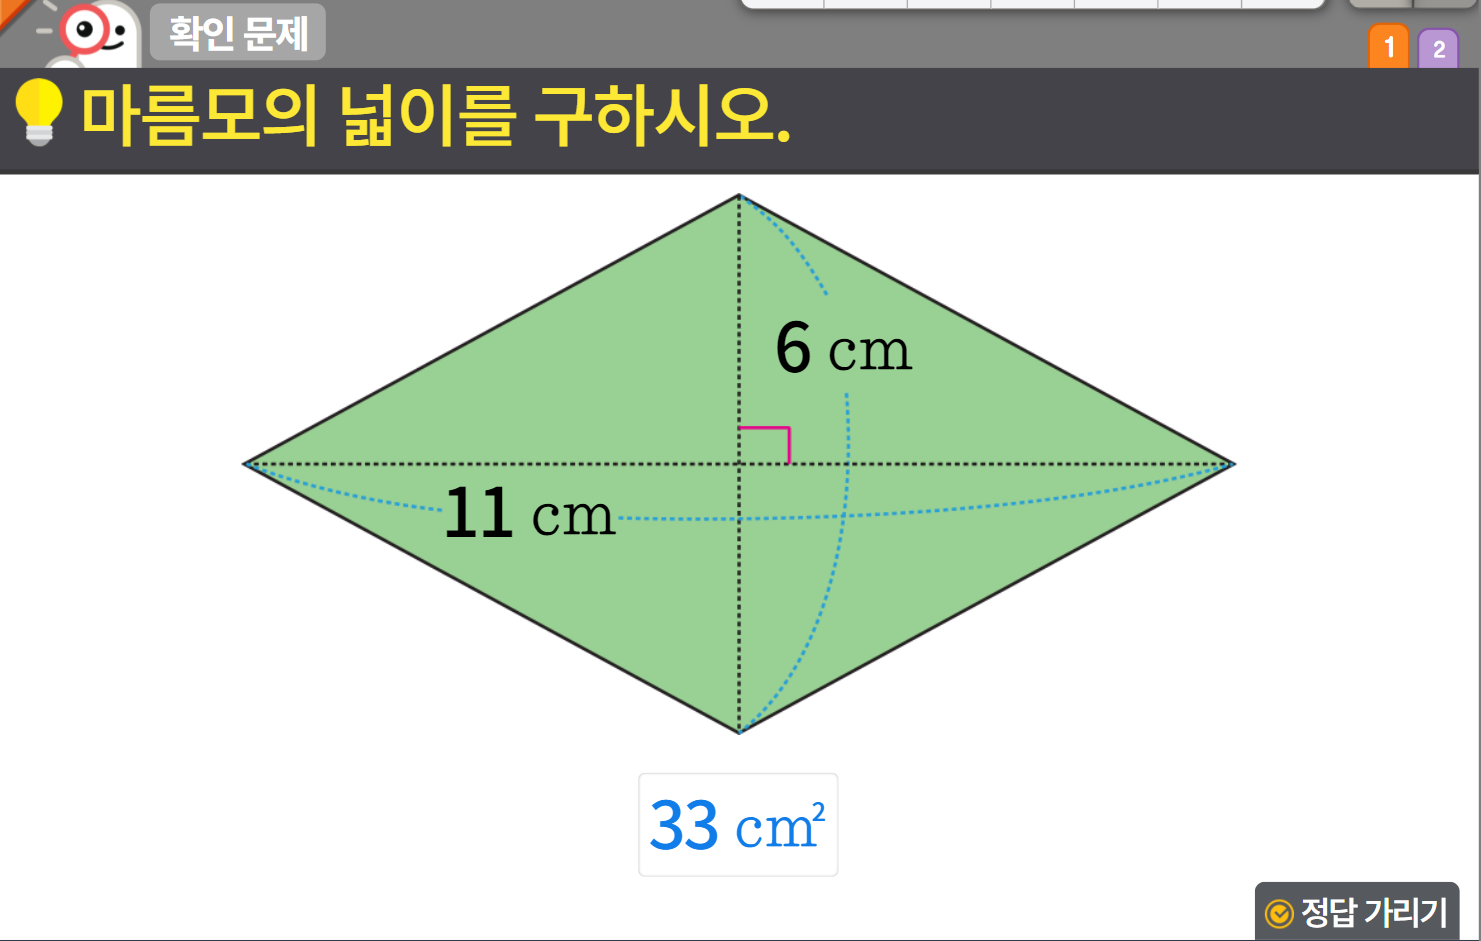 확인 문제
1 2
마름모의 넓이를 구하시오.
6 cm
11 cm
33 cm²
정답 가리기